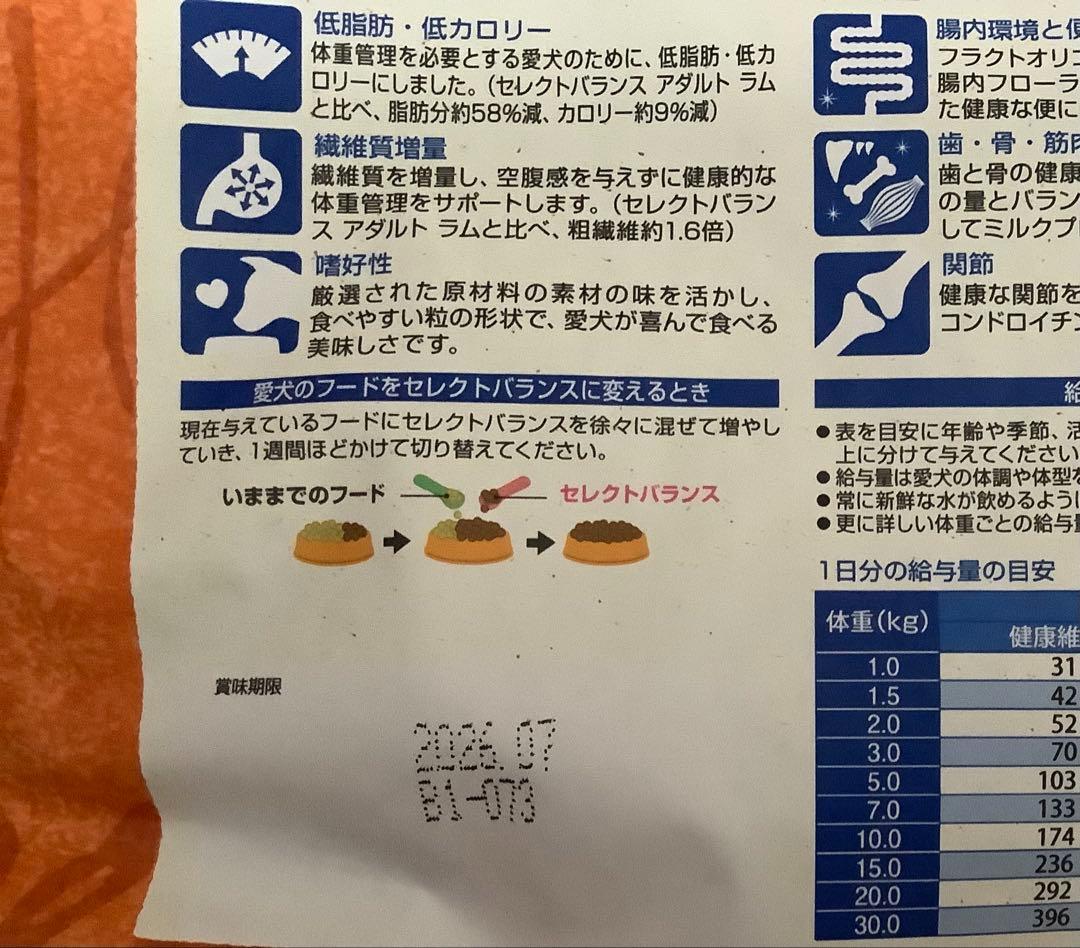 低脂肪・低カロリー
体重管理を必要とする愛犬のために、低脂肪・低カ
ロリーにしました。(セレクトバランス アダルト ラム
と比べ、脂肪分約58%減、カロリー約9%減)
繊維質増量
繊維質を増量し、空腹感を与えずに健康的な
体重管理をサポートします。(セレクトバラン
ス アダルト ラムと比べ、粗繊維約1.6倍)
嗜好性
厳選された原材料の素材の味を活かし、
食べやすい粒の形状で、愛犬が喜んで食べる
美味しさです。
愛犬のフードをセレクトバランスに変えるとき
現在与えているフードにセレクトバランスを徐々に混ぜて増やし
ていき、1週間ほどかけて切り替えてください。
いままでのフード
セレクトバランス
賞味期限
2026.07
B1-073
腸内環境と便
フラクトオリゴ
腸内フローラ
た健康な便に
歯・骨・筋肉
歯と骨の健康
の量とバラン
してミルクプ
関節
健康な関節を
コンドロイチン
給
●表を目安に年齢や季節、活
上に分けて与えてください
●給与量は愛犬の体調や体型を
●常に新鮮な水が飲めるように
●更に詳しい体重ごとの給与量
1日分の給与量の目安
体重(kg) 健康維
1.0 31
1.5 42
2.0 52
3.0 70
5.0 103
7.0 133
10.0 174
15.0 236
20.0 292
30.0 396